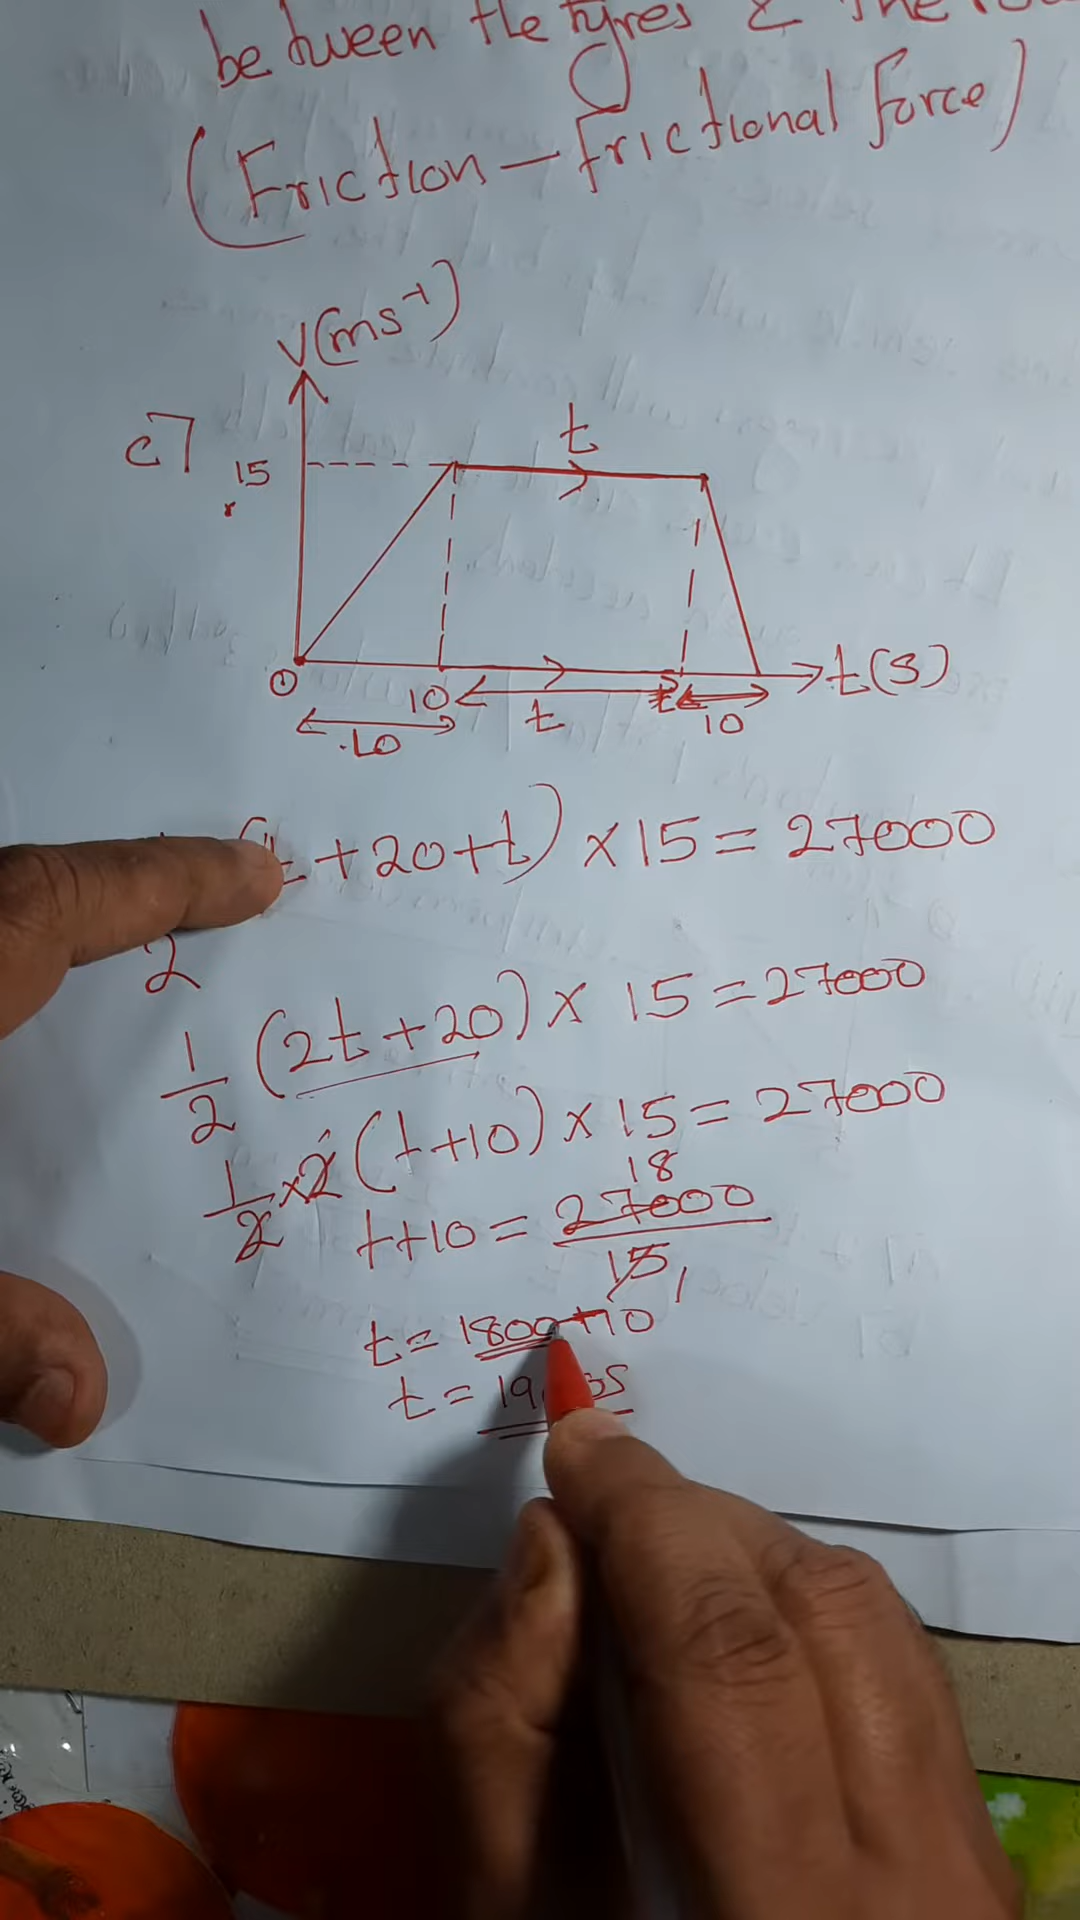 between the tyres & the
(Friction – Frictional Force)
V(ms⁻¹)
c]
t
15
0
10
t
t(s)
10
t
10
+20+t) × 15 = 27000
2
1/2 (2t+20) × 15 = 27000
1/2 × 2 (t+10) × 15 = 27000
18
t+10 = 27000/15 1
t = 1800 10
t = 19